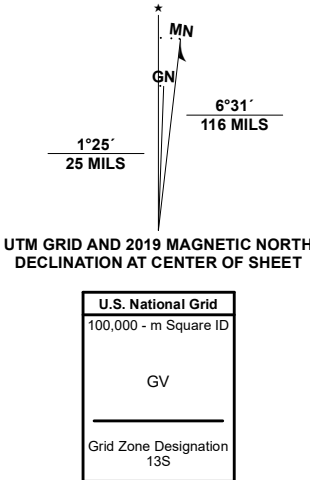 ★
MN
GN
6°31´
116 MILS
1°25´
25 MILS
UTM GRID AND 2019 MAGNETIC NORTH
DECLINATION AT CENTER OF SHEET
U.S. National Grid
100,000 - m Square ID
GV
Grid Zone Designation
13S